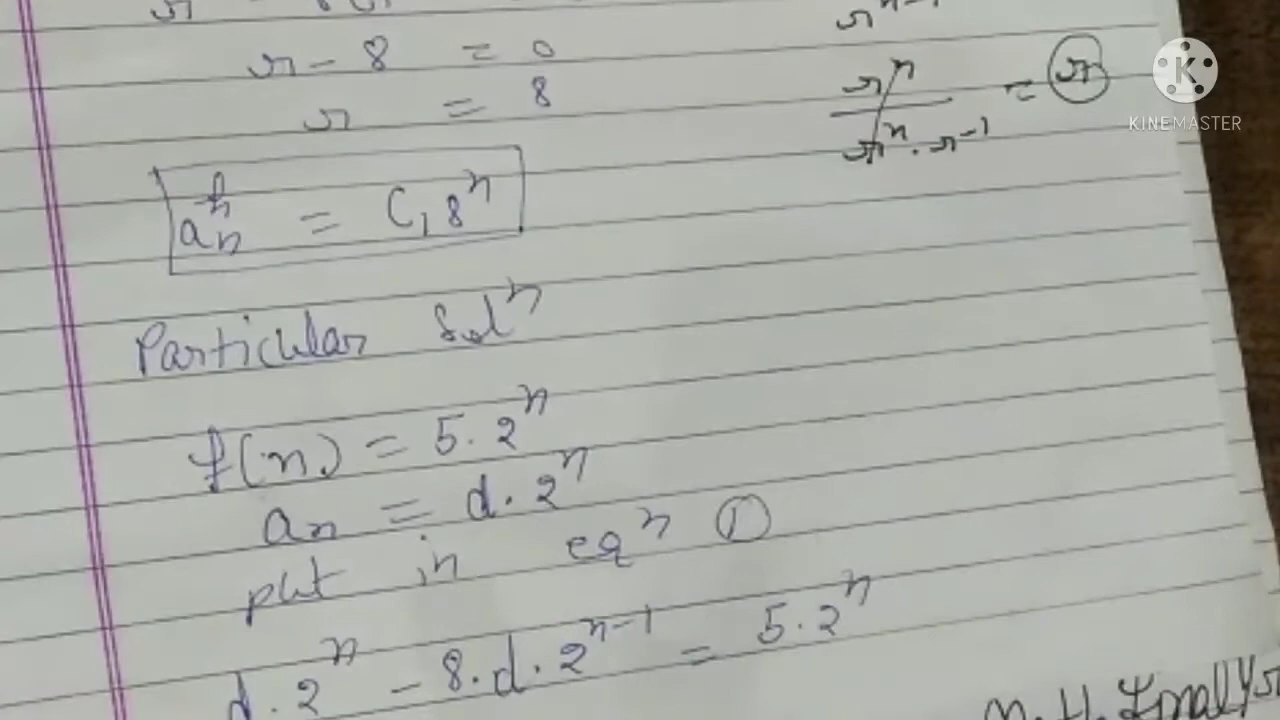 r - 8 = 0
r = 8
r^n / r^n . r^-1 = r
a_n^h = C_1 8^n
Particular Sol^n
f(n) = 5.2^n
a_n = d.2^n
put in eq^n ①
d.2^n - 8.d.2^n-1 = 5.2^n
KINEMASTER